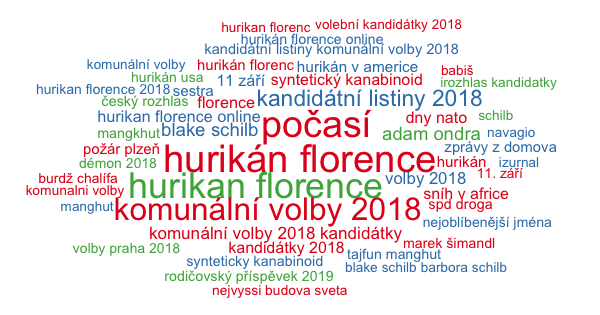 hurikan florenc volební kandidátky 2018
hurikán florence online
kandidátní listiny komunální volby 2018
komunální volby hurikán florenc hurikán v americe
hurikán usa 11 září syntetický kanabinoid babiš
irozhlas kandidatky
hurikan florence 2018 sestra
český rozhlas florence kandidátní listiny 2018
hurikan florence online počasí dny nato schilb
mangkhut blake schilb adam ondra navagio
požár plzeň zprávy z domova
démon 2018 hurikán florence hurikán izurnal
burdž chalífa hurikan florence volby 2018 11. září
komunalni volby sníh v africe
manghut komunální volby 2018 spd droga
nejoblíbenější jména
komunální volby 2018 kandidátky
volby praha 2018 kandidátky 2018 marek šimandl
tajfun manghut
synteticky kanabinoid blake schilb barbora schilb
rodičovský příspěvek 2019
nejvyssi budova sveta